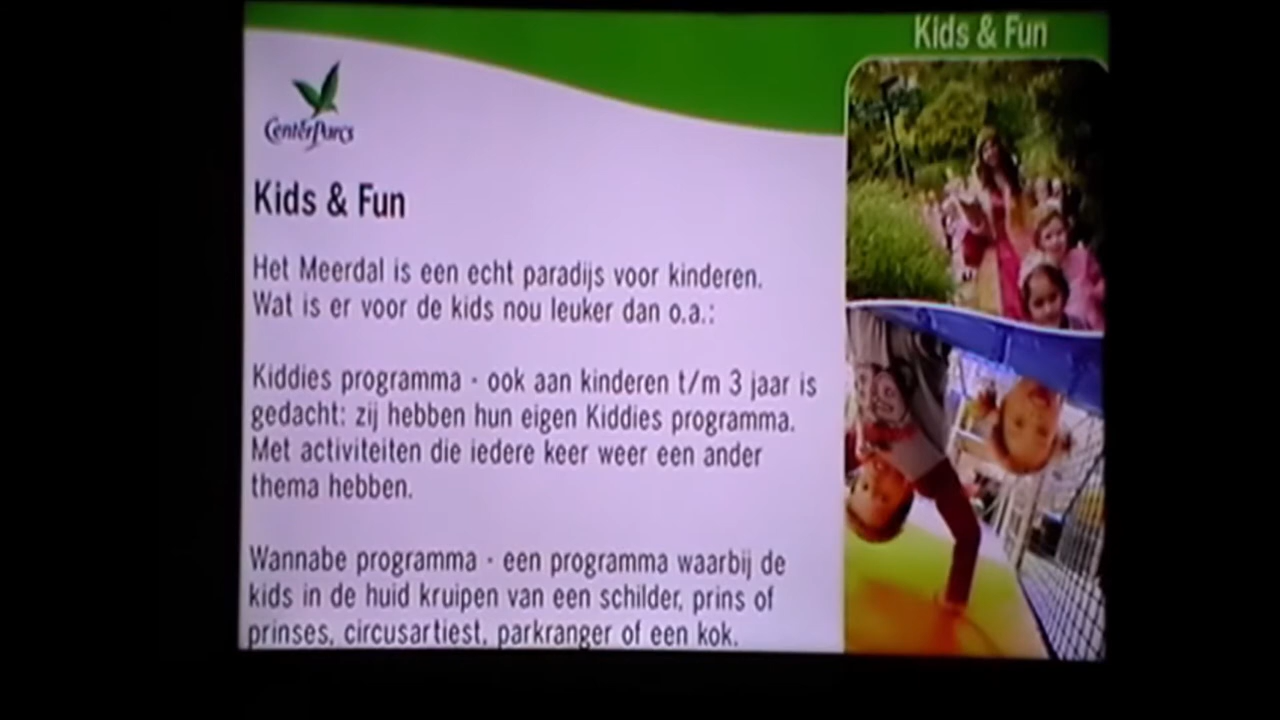 Kids & Fun
CenterParcs
Kids & Fun
Het Meerdal is een echt paradijs voor kinderen.
Wat is er voor de kids nou leuker dan o.a.:
Kiddies programma - ook aan kinderen t/m 3 jaar is
gedacht: zij hebben hun eigen Kiddies programma.
Met activiteiten die iedere keer weer een ander
thema hebben.
Wannabe programma - een programma waarbij de
kids in de huid kruipen van een schilder, prins of
prinses, circusartiest, parkranger of een kok.